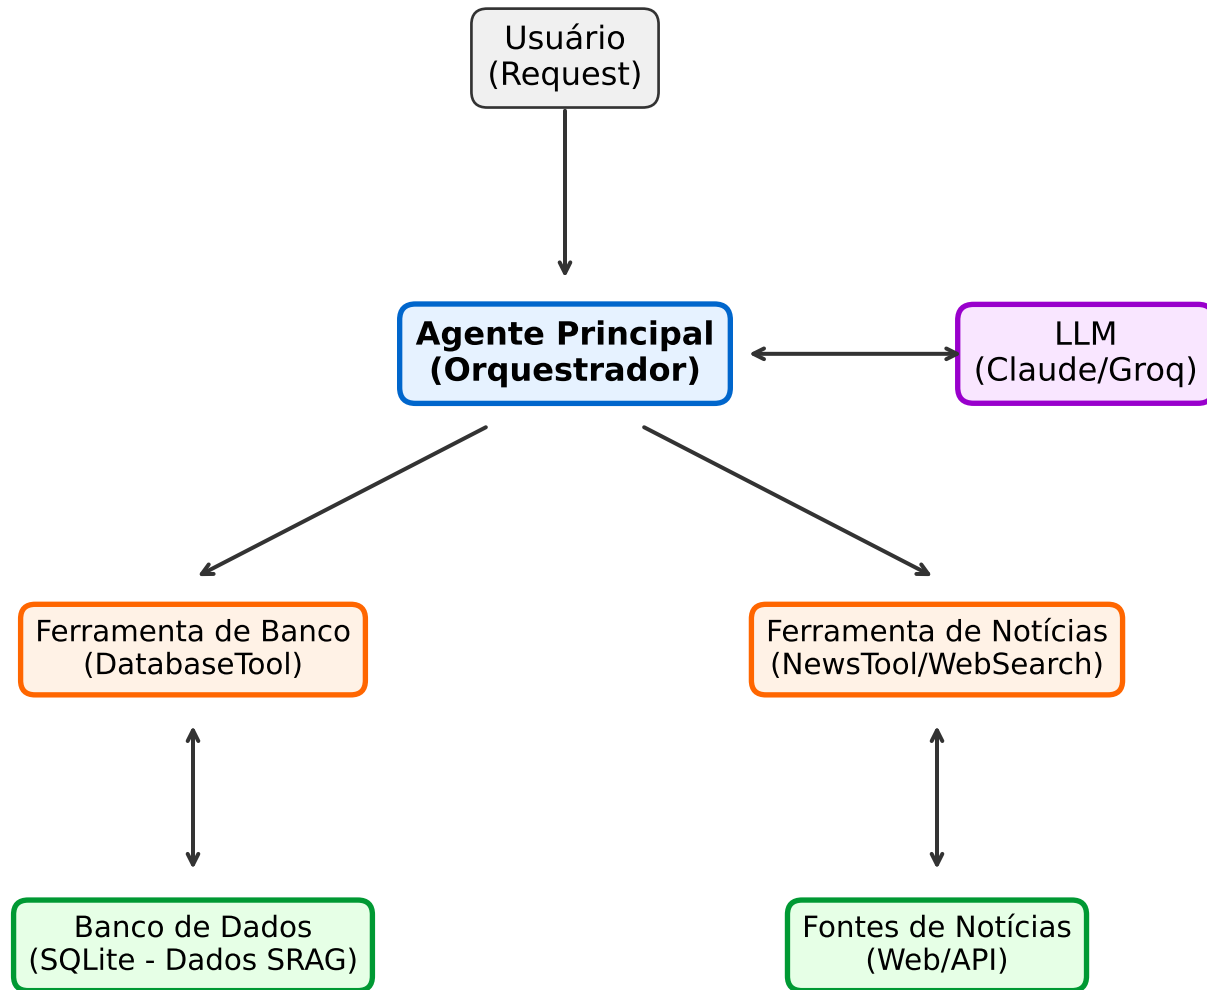 Usuário
(Request)
Agente Principal
(Orquestrador)
LLM
(Claude/Groq)
Ferramenta de Banco
(DatabaseTool)
Ferramenta de Notícias
(NewsTool/WebSearch)
Banco de Dados
(SQLite - Dados SRAG)
Fontes de Notícias
(Web/API)